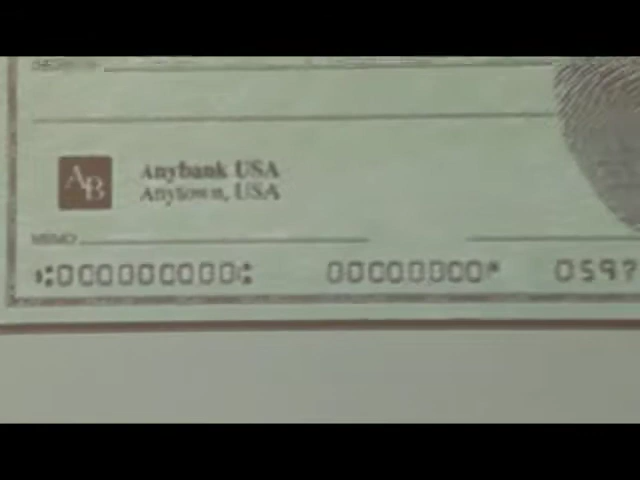 AB
Anybank USA
Anytown, USA
MEMO
⑆000000000⑆ 00000000⑈ 0597